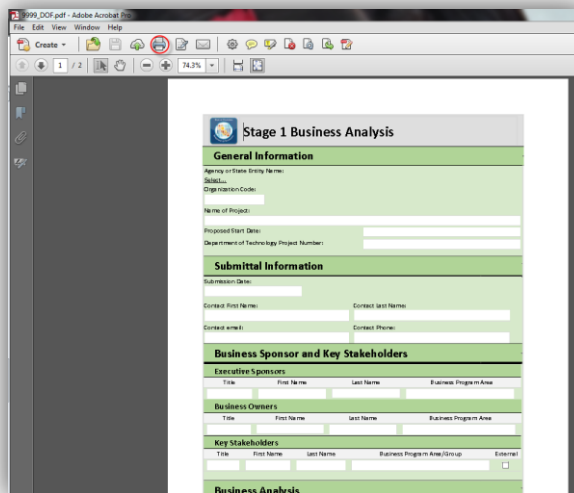 9999_DOF.pdf - Adobe Acrobat Pro
File Edit View Window Help
Create
1 / 2 74.3%
Stage 1 Business Analysis
General Information
Agency or State Entity Name:
Select...
Organization Code:
Name of Project:
Proposed Start Date:
Department of Technology Project Number:
Submittal Information
Submission Date:
Contact First Name: Contact Last Name:
Contact email: Contact Phone:
Business Sponsor and Key Stakeholders
Executive Sponsors
Title First Name Last Name Business Program Area
Business Owners
Title First Name Last Name Business Program Area
Key Stakeholders
Title First Name Last Name Business Program Area/Group External
Business Analysis